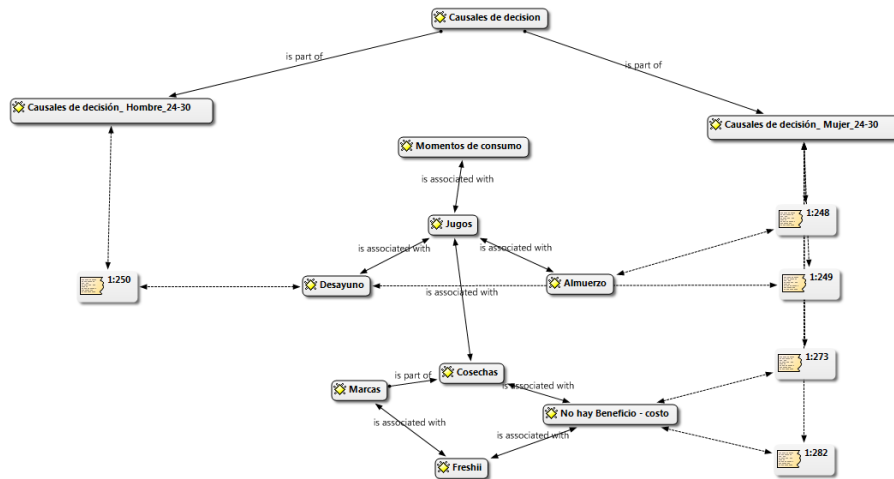 Causales de decision
is part of
is part of
Causales de decisión_ Hombre_24-30
Causales de decisión_ Mujer_24-30
Momentos de consumo
is associated with
1:248
Jugos
is associated with
is associated with
1:250
Desayuno
is associated with
Almuerzo
1:249
1:273
Cosechas
is part of
Marcas
is associated with
No hay Beneficio - costo
is associated with
is associated with
Freshii
1:282